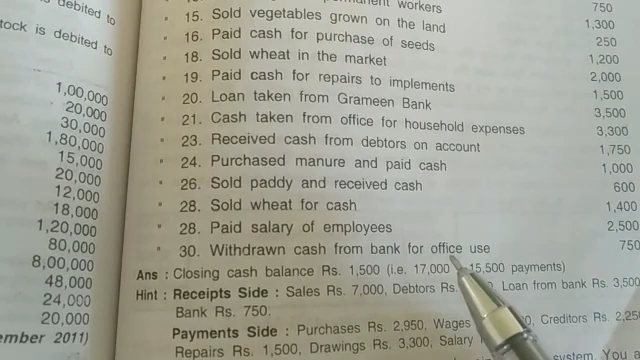 debited to
tock is debited to
1,00,000
20,000
30,000
1,80,000
15,000
20,000
12,000
18,000
1,20,000
80,000
8,00,000
48,000
24,000
20,000
ember 2011)
workers 750
" 15. Sold vegetables grown on the land 1,300
" 16. Paid cash for purchase of seeds 250
" 18. Sold wheat in the market 1,200
" 19. Paid cash for repairs to implements 2,000
" 20. Loan taken from Grameen Bank 1,500
" 21. Cash taken from office for household expenses 3,500
" 23. Received cash from debtors on account 3,300
" 24. Purchased manure and paid cash 1,750
" 26. Sold paddy and received cash 1,000
" 28. Sold wheat for cash 600
" 28. Paid salary of employees 1,400
" 30. Withdrawn cash from bank for office use 2,500
750
Ans : Closing cash balance Rs. 1,500 (i.e. 17,000 15,500 payments)
Hint : Receipts Side : Sales Rs. 7,000, Debtors Rs. Loan from bank Rs. 3,500
Bank Rs. 750.
Payments Side : Purchases Rs. 2,950, Wages Creditors Rs. 2,25
Repairs Rs. 1,500, Drawings Rs. 3,300, Salary system. You a